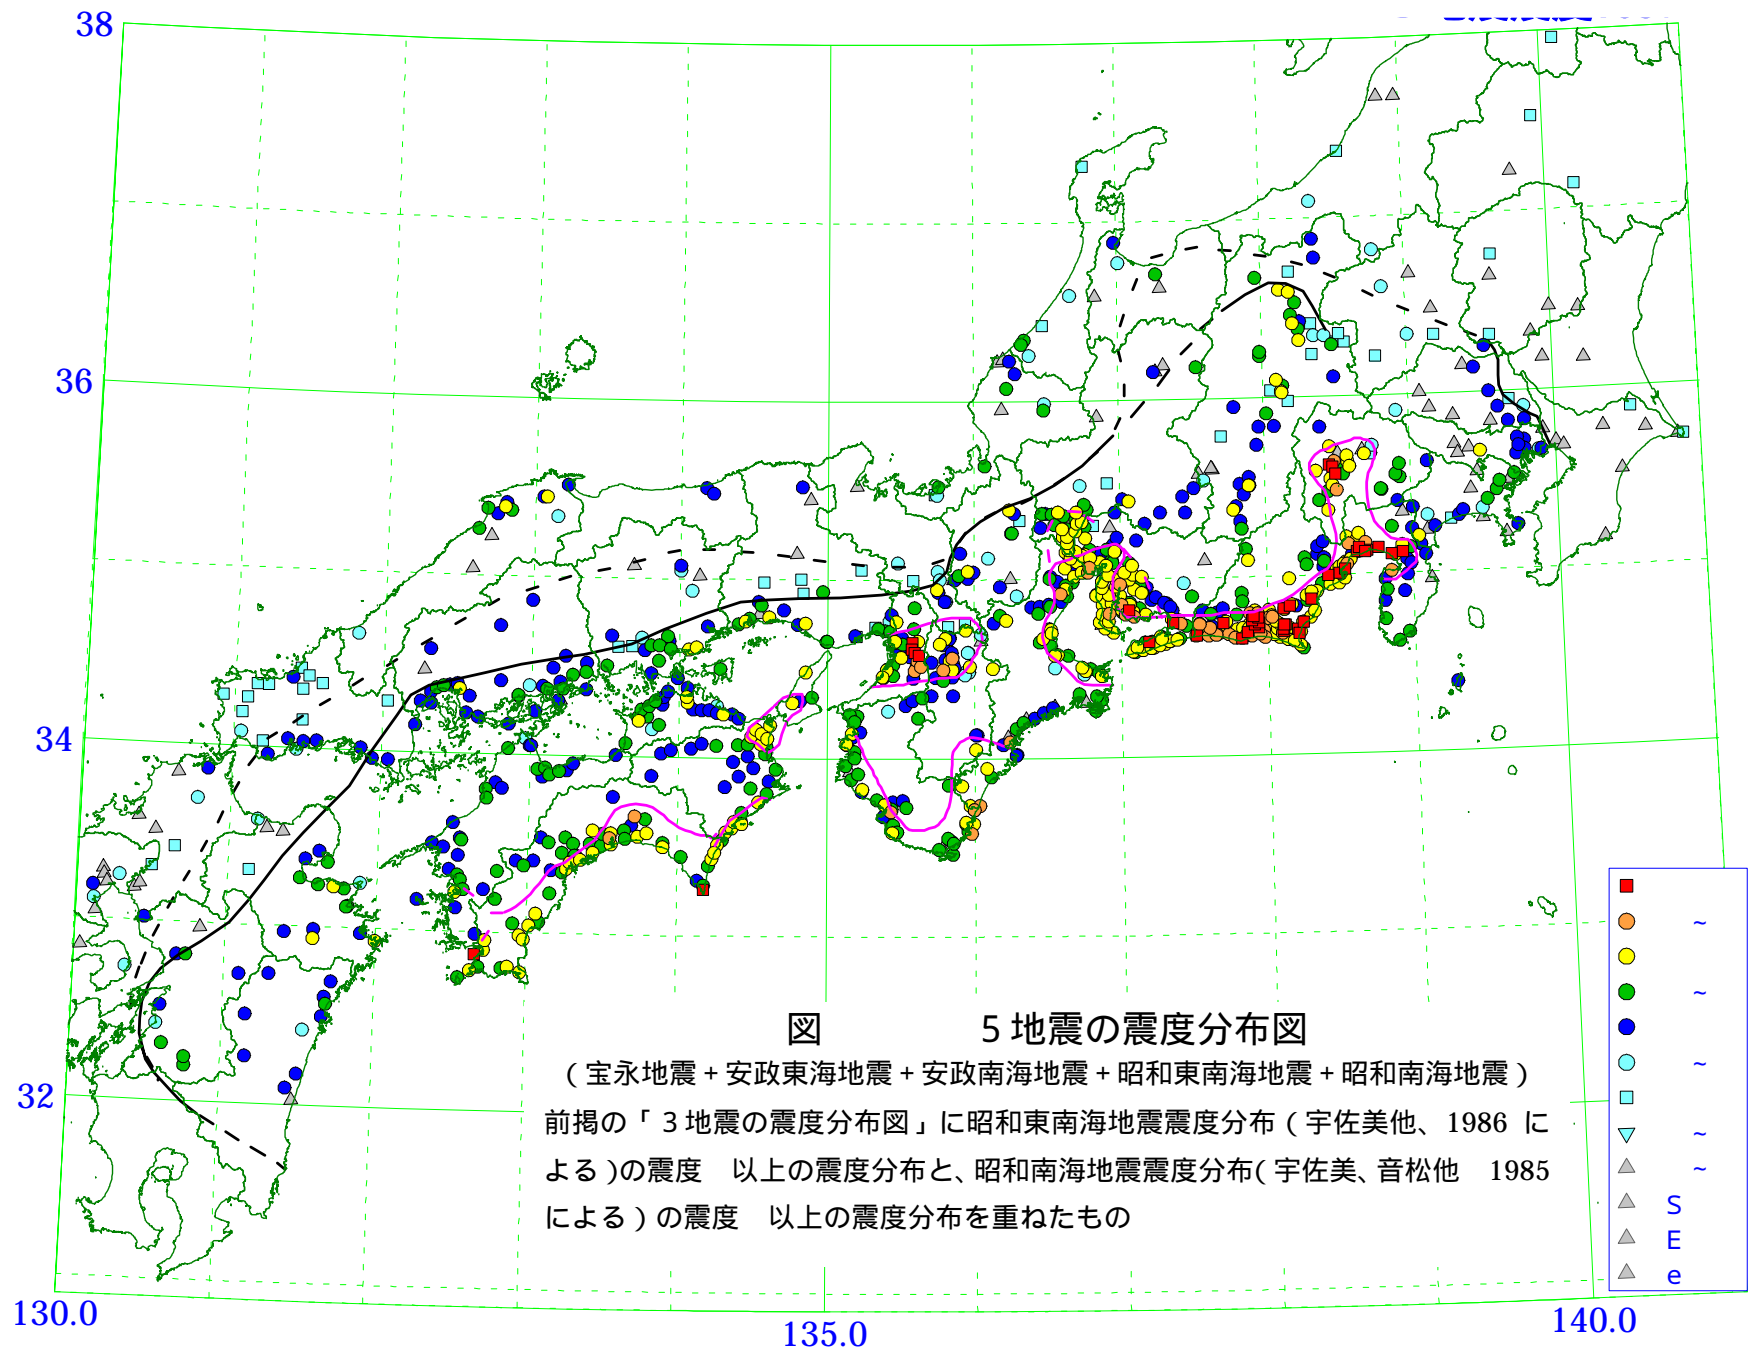 38
36
34
32
130.0
135.0
140.0
図 5地震の震度分布図
(宝永地震+安政東海地震+安政南海地震+昭和東南海地震+昭和南海地震)
前掲の「3地震の震度分布図」に昭和東南海地震震度分布(宇佐美他、1986 に
よる)の震度 以上の震度分布と、昭和南海地震震度分布(宇佐美、音松他 1985
による)の震度 以上の震度分布を重ねたもの
~
~
~
~
~
S
E
e